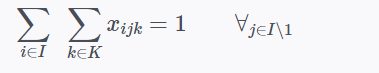 ∑_{i∈I} ∑_{k∈K} x_{ijk} = 1 ∀_{j∈I\1}